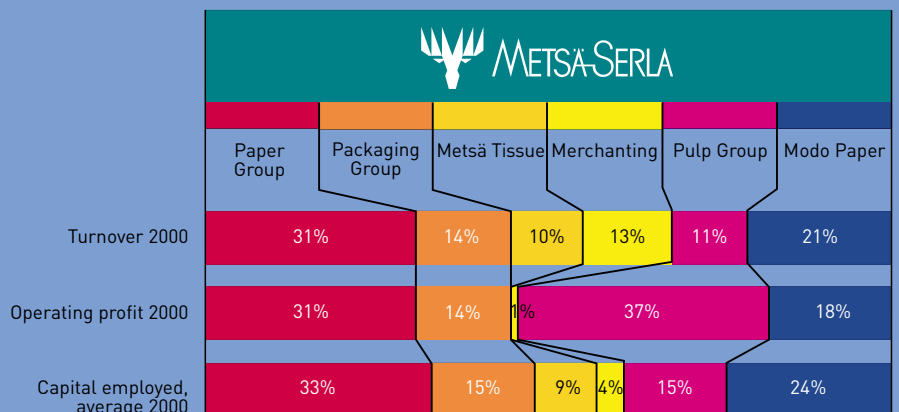 METSÄ-SERLA
Paper
Group
Packaging
Group
Metsä Tissue
Merchanting
Pulp Group
Modo Paper
Turnover 2000
31%
14%
10%
13%
11%
21%
Operating profit 2000
31%
14%
1%
37%
18%
Capital employed,
average 2000
33%
15%
9%
4%
15%
24%